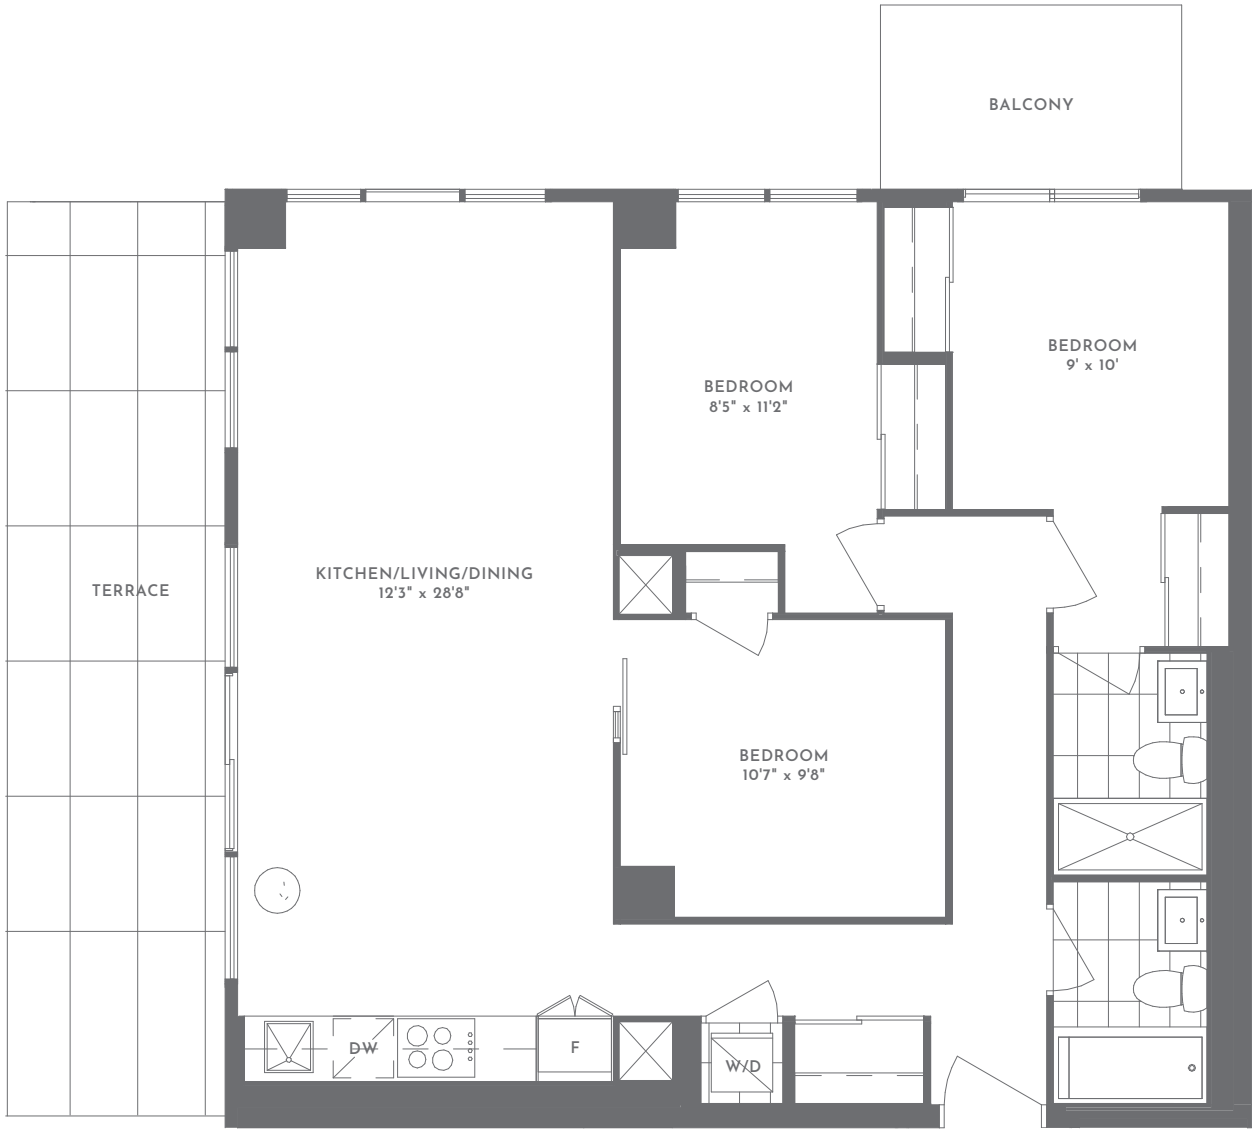 BALCONY
BEDROOM
9' x 10'
BEDROOM
8'5" x 11'2"
KITCHEN/LIVING/DINING
12'3" x 28'8"
TERRACE
BEDROOM
10'7" x 9'8"
DW
F
W/D